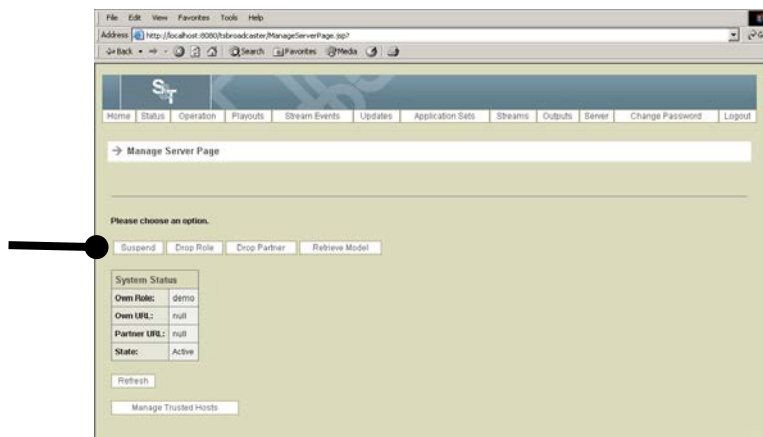 File Edit View Favorites Tools Help
Address http://localhost:8080/tsbroadcaster/ManageServerPage.jsp?
Back Search Favorites Media
S&T
Home Status Operation Playouts Stream Events Updates Application Sets Streams Outputs Server Change Password Logout
Manage Server Page
Please choose an option.
Suspend Drop Role Drop Partner Retrieve Model
System Status
Own Role: demo
Own URL: null
Partner URL: null
State: Active
Refresh
Manage Trusted Hosts